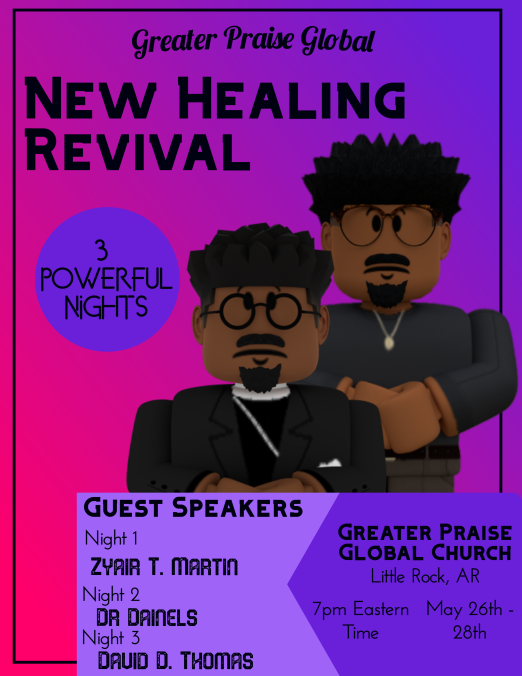 Greater Praise Global
New Healing
Revival
3
POWERFUL
NiGHTS
Guest Speakers
Night 1
Zyair T. Martin
Night 2
Dr Dainels
Night 3
David D. Thomas
Greater Praise
Global Church
Little Rock, AR
7pm Eastern
Time
May 26th -
28th